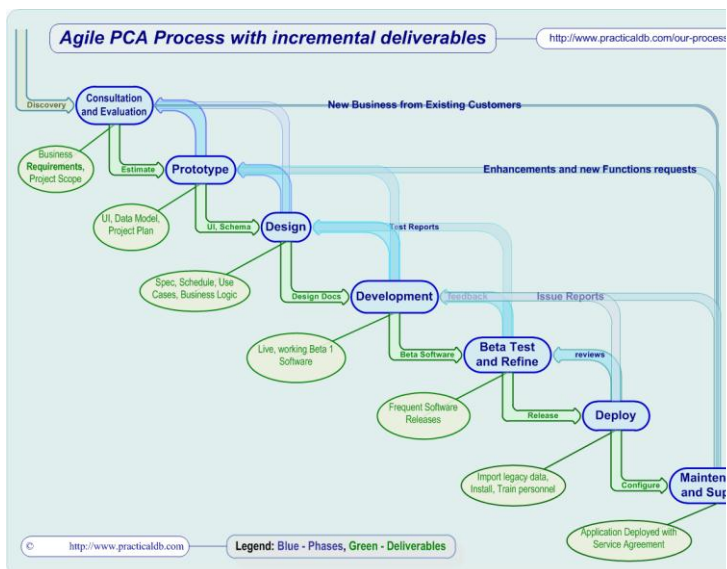 Agile PCA Process with incremental deliverables
http://www.practicaldb.com/our-process
Discovery
Consultation
and Evaluation
New Business from Existing Customers
Business
Requirements,
Project Scope
Estimate
Prototype
Enhancements and new Functions requests
UI, Data Model,
Project Plan
UI, Schema
Design
Test Reports
Spec, Schedule, Use
Cases, Business Logic
Design Docs
Development
feedback
Issue Reports
Live, working Beta 1
Software
Beta Software
Beta Test
and Refine
reviews
Frequent Software
Releases
Release
Deploy
Import legacy data,
Install, Train personnel
Configure
Mainten
and Sup
Application Deployed with
Service Agreement
© http://www.practicaldb.com
Legend: Blue - Phases, Green - Deliverables